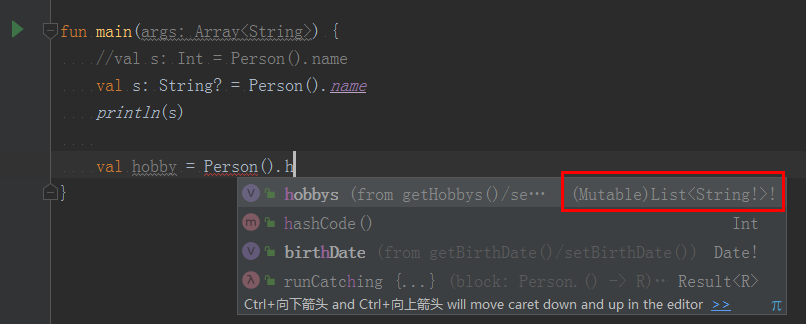 fun main(args: Array<String>) {
//val s: Int = Person().name
val s: String? = Person().name
println(s)
val hobby = Person().h
}
hobbys (from getHobbys()/se… (Mutable)List<String!>!
hashCode() Int
birthDate (from getBirthDate()/setBirthDate()) Date!
runCatching {...} (block: Person.() -> R)… Result<R>
Ctrl+向下箭头 and Ctrl+向上箭头 will move caret down and up in the editor >> π